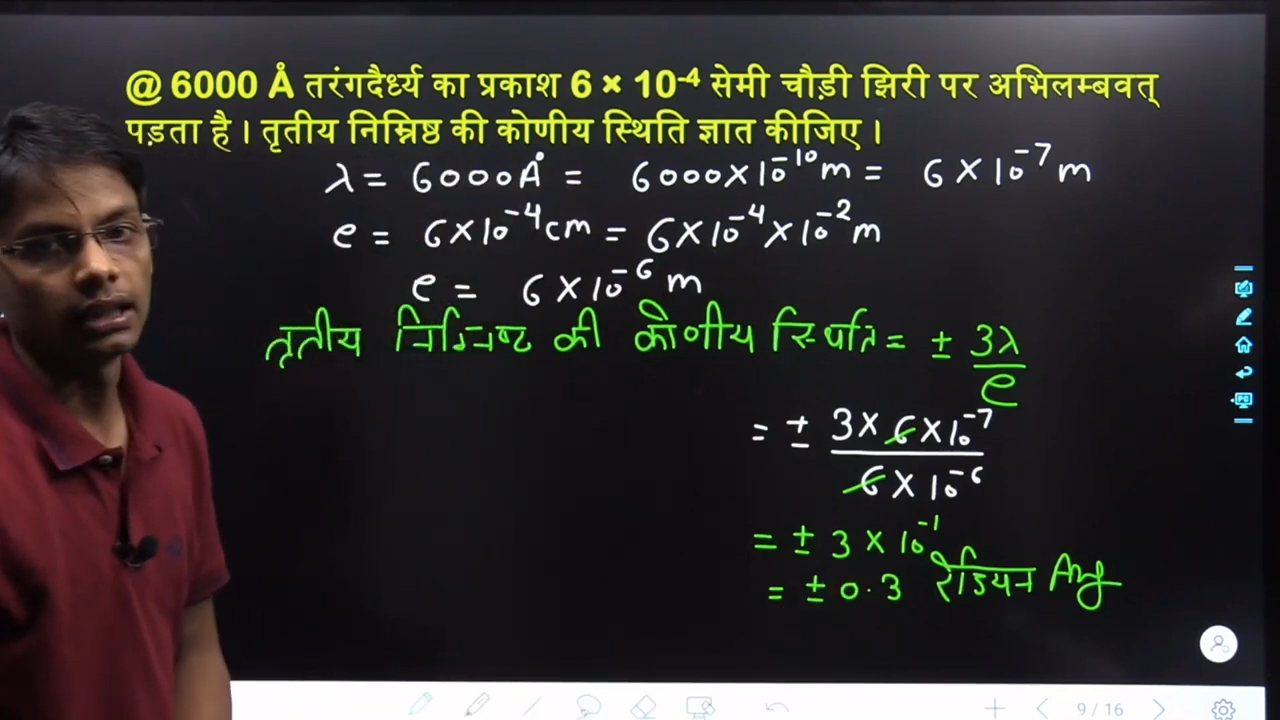 @ 6000 Å तरंगदैर्ध्य का प्रकाश 6 × 10⁻⁴ सेमी चौड़ी झिरी पर अभिलम्बवत्
पड़ता है। तृतीय निम्निष्ठ की कोणीय स्थिति ज्ञात कीजिए।
λ = 6000Å = 6000×10⁻¹⁰m = 6×10⁻⁷m
e = 6×10⁻⁴cm = 6×10⁻⁴×10⁻²m
e = 6×10⁻⁶m
तृतीय निम्निष्ट की कोणीय स्थिति = ± 3λ/e
= ± 3×6×10⁻⁷/6×10⁻⁶
= ± 3×10⁻¹
= ± 0.3 रेडियन Ans
9 / 16